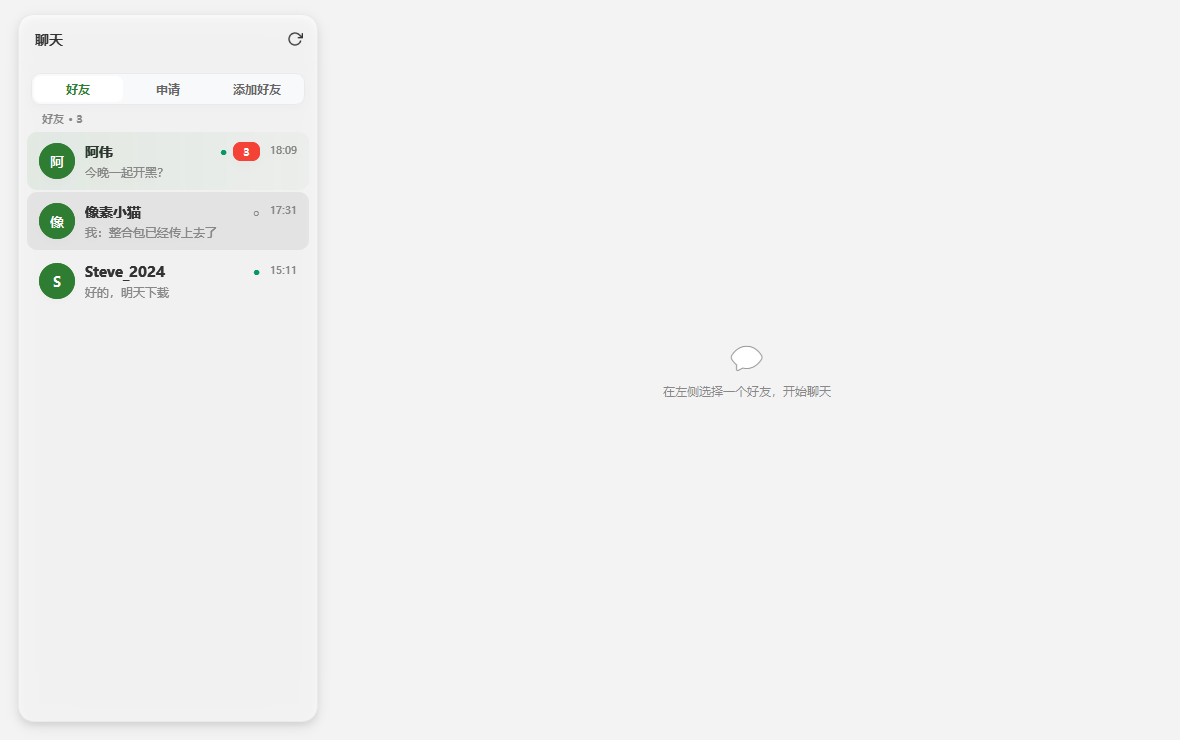 聊天
好友 申请 添加好友
好友 • 3
阿 阿伟 3 18:09
今晚一起开黑?
像 像素小猫 17:31
我: 整合包已经传上去了
S Steve_2024 15:11
好的，明天下载
在左侧选择一个好友，开始聊天